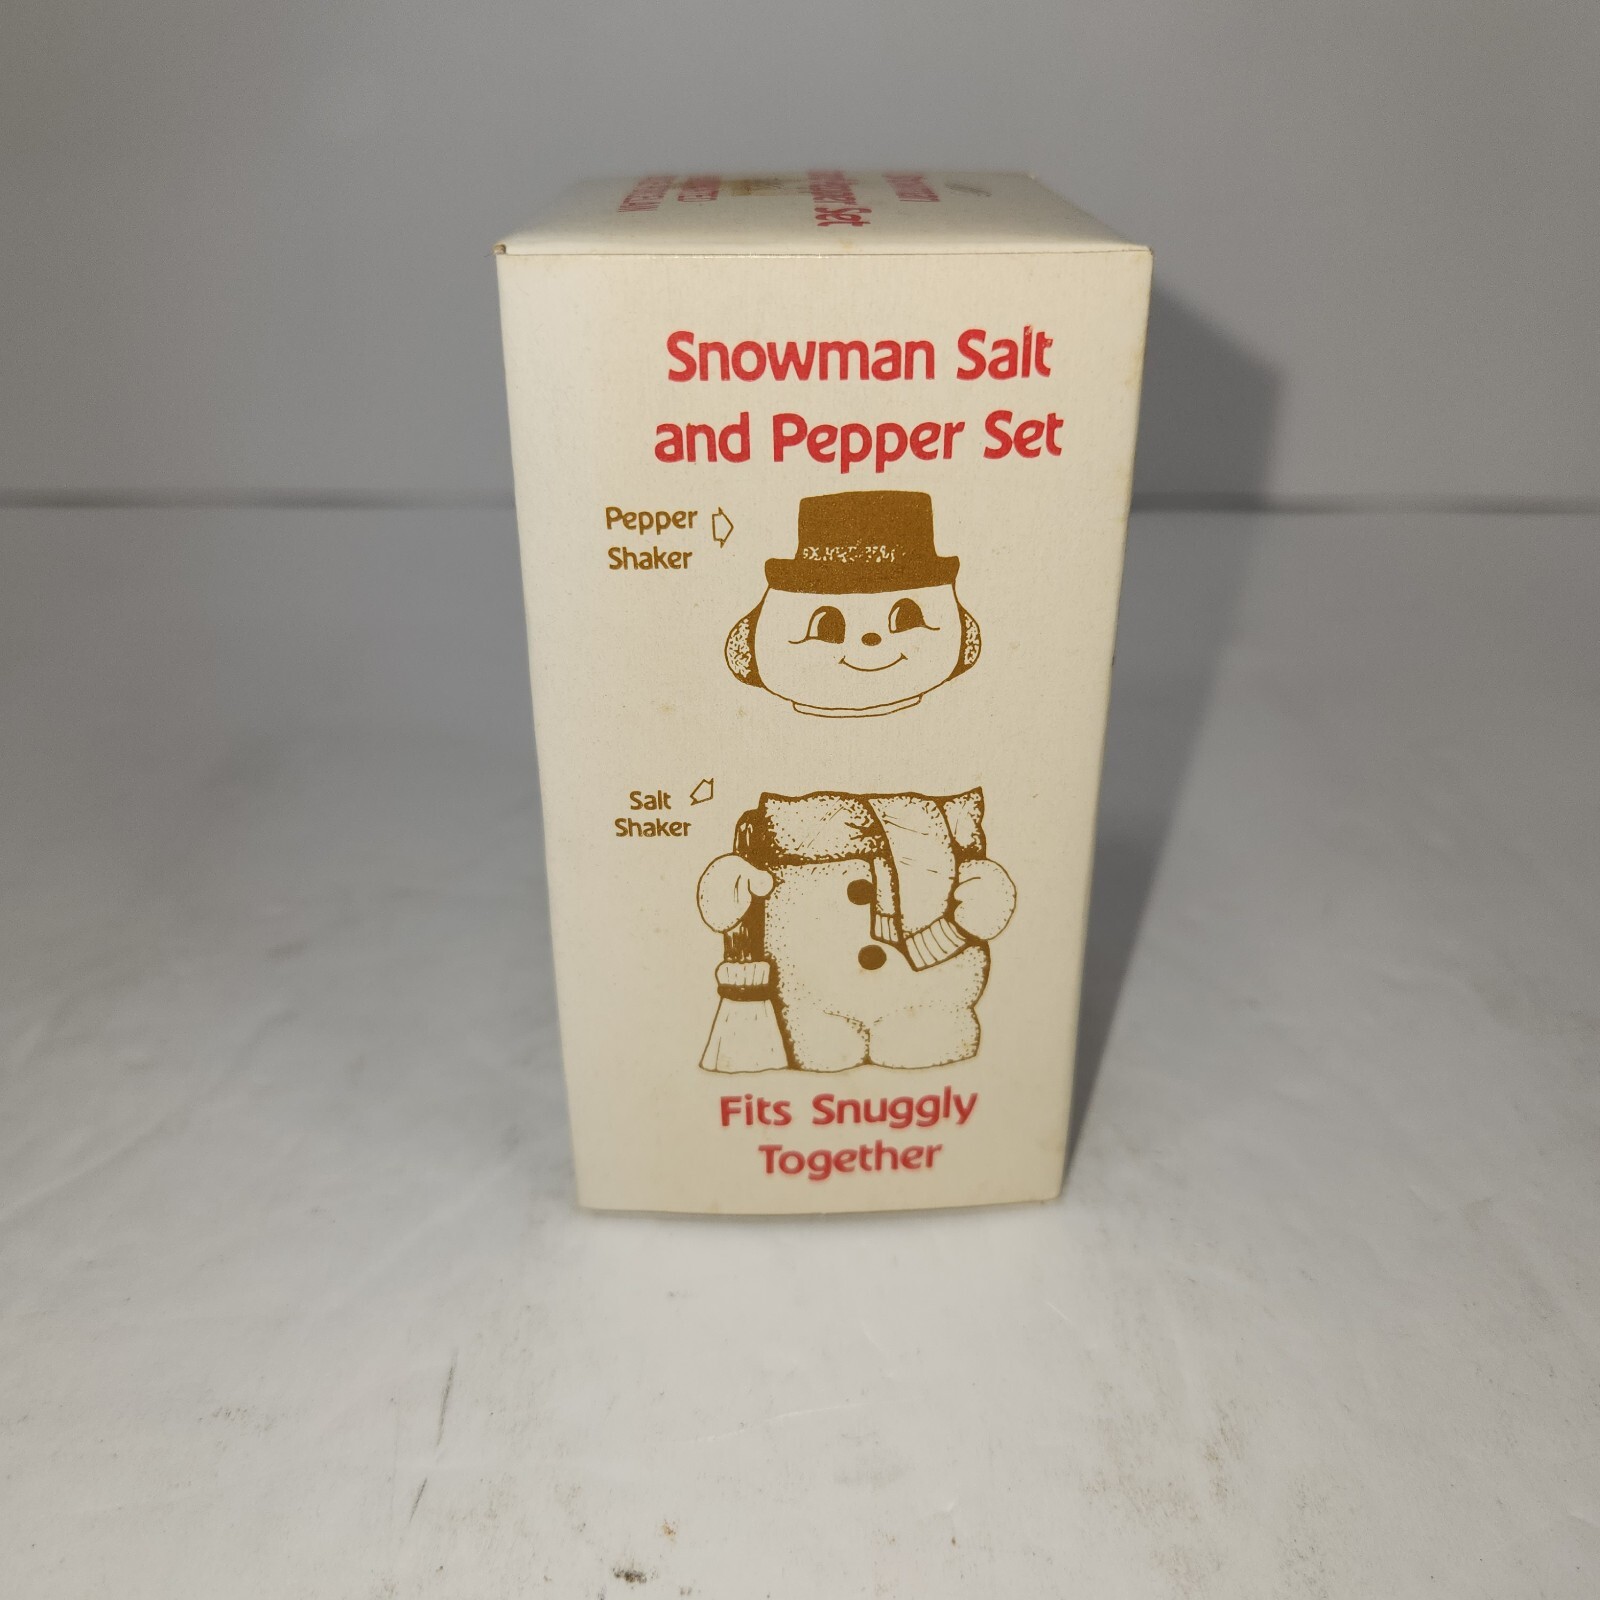 Snowman Salt
and Pepper Set
Pepper
Shaker
Salt
Shaker
Fits Snuggly
Together